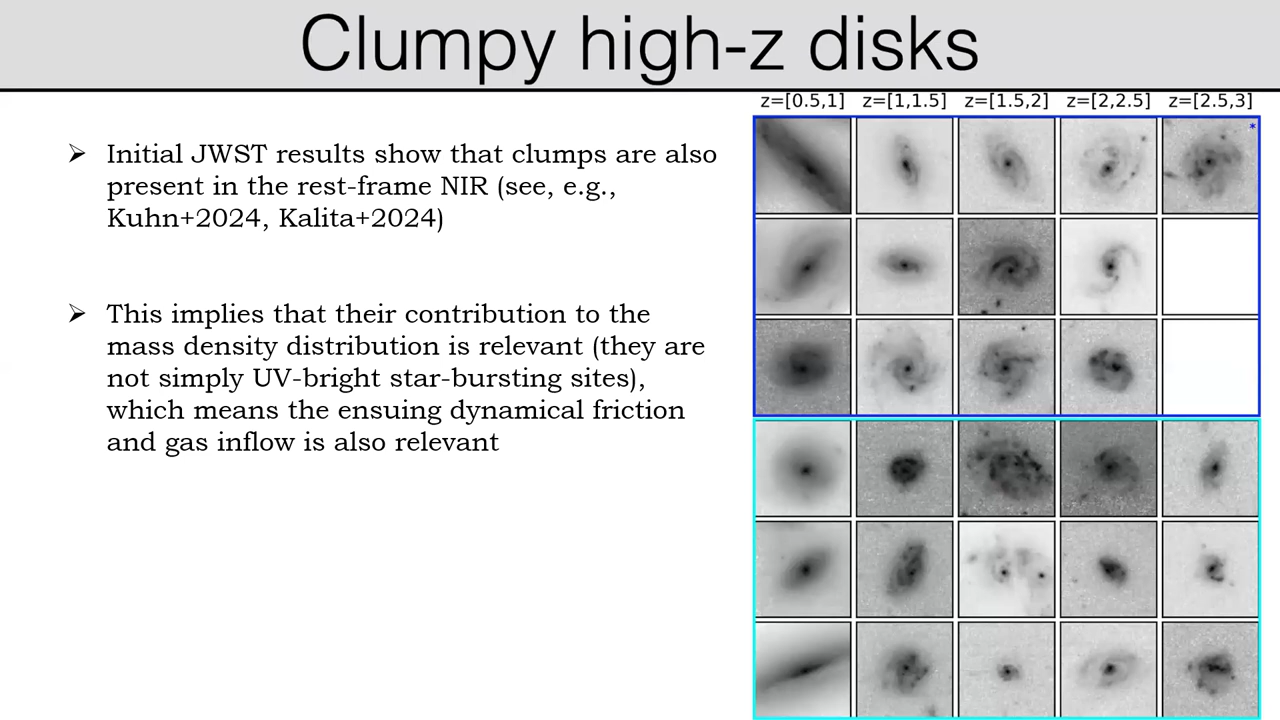 Clumpy high-z disks
z=[0.5,1] z=[1,1.5] z=[1.5,2] z=[2,2.5] z=[2.5,3]
*
➢ Initial JWST results show that clumps are also
present in the rest-frame NIR (see, e.g.,
Kuhn+2024, Kalita+2024)
➢ This implies that their contribution to the
mass density distribution is relevant (they are
not simply UV-bright star-bursting sites),
which means the ensuing dynamical friction
and gas inflow is also relevant